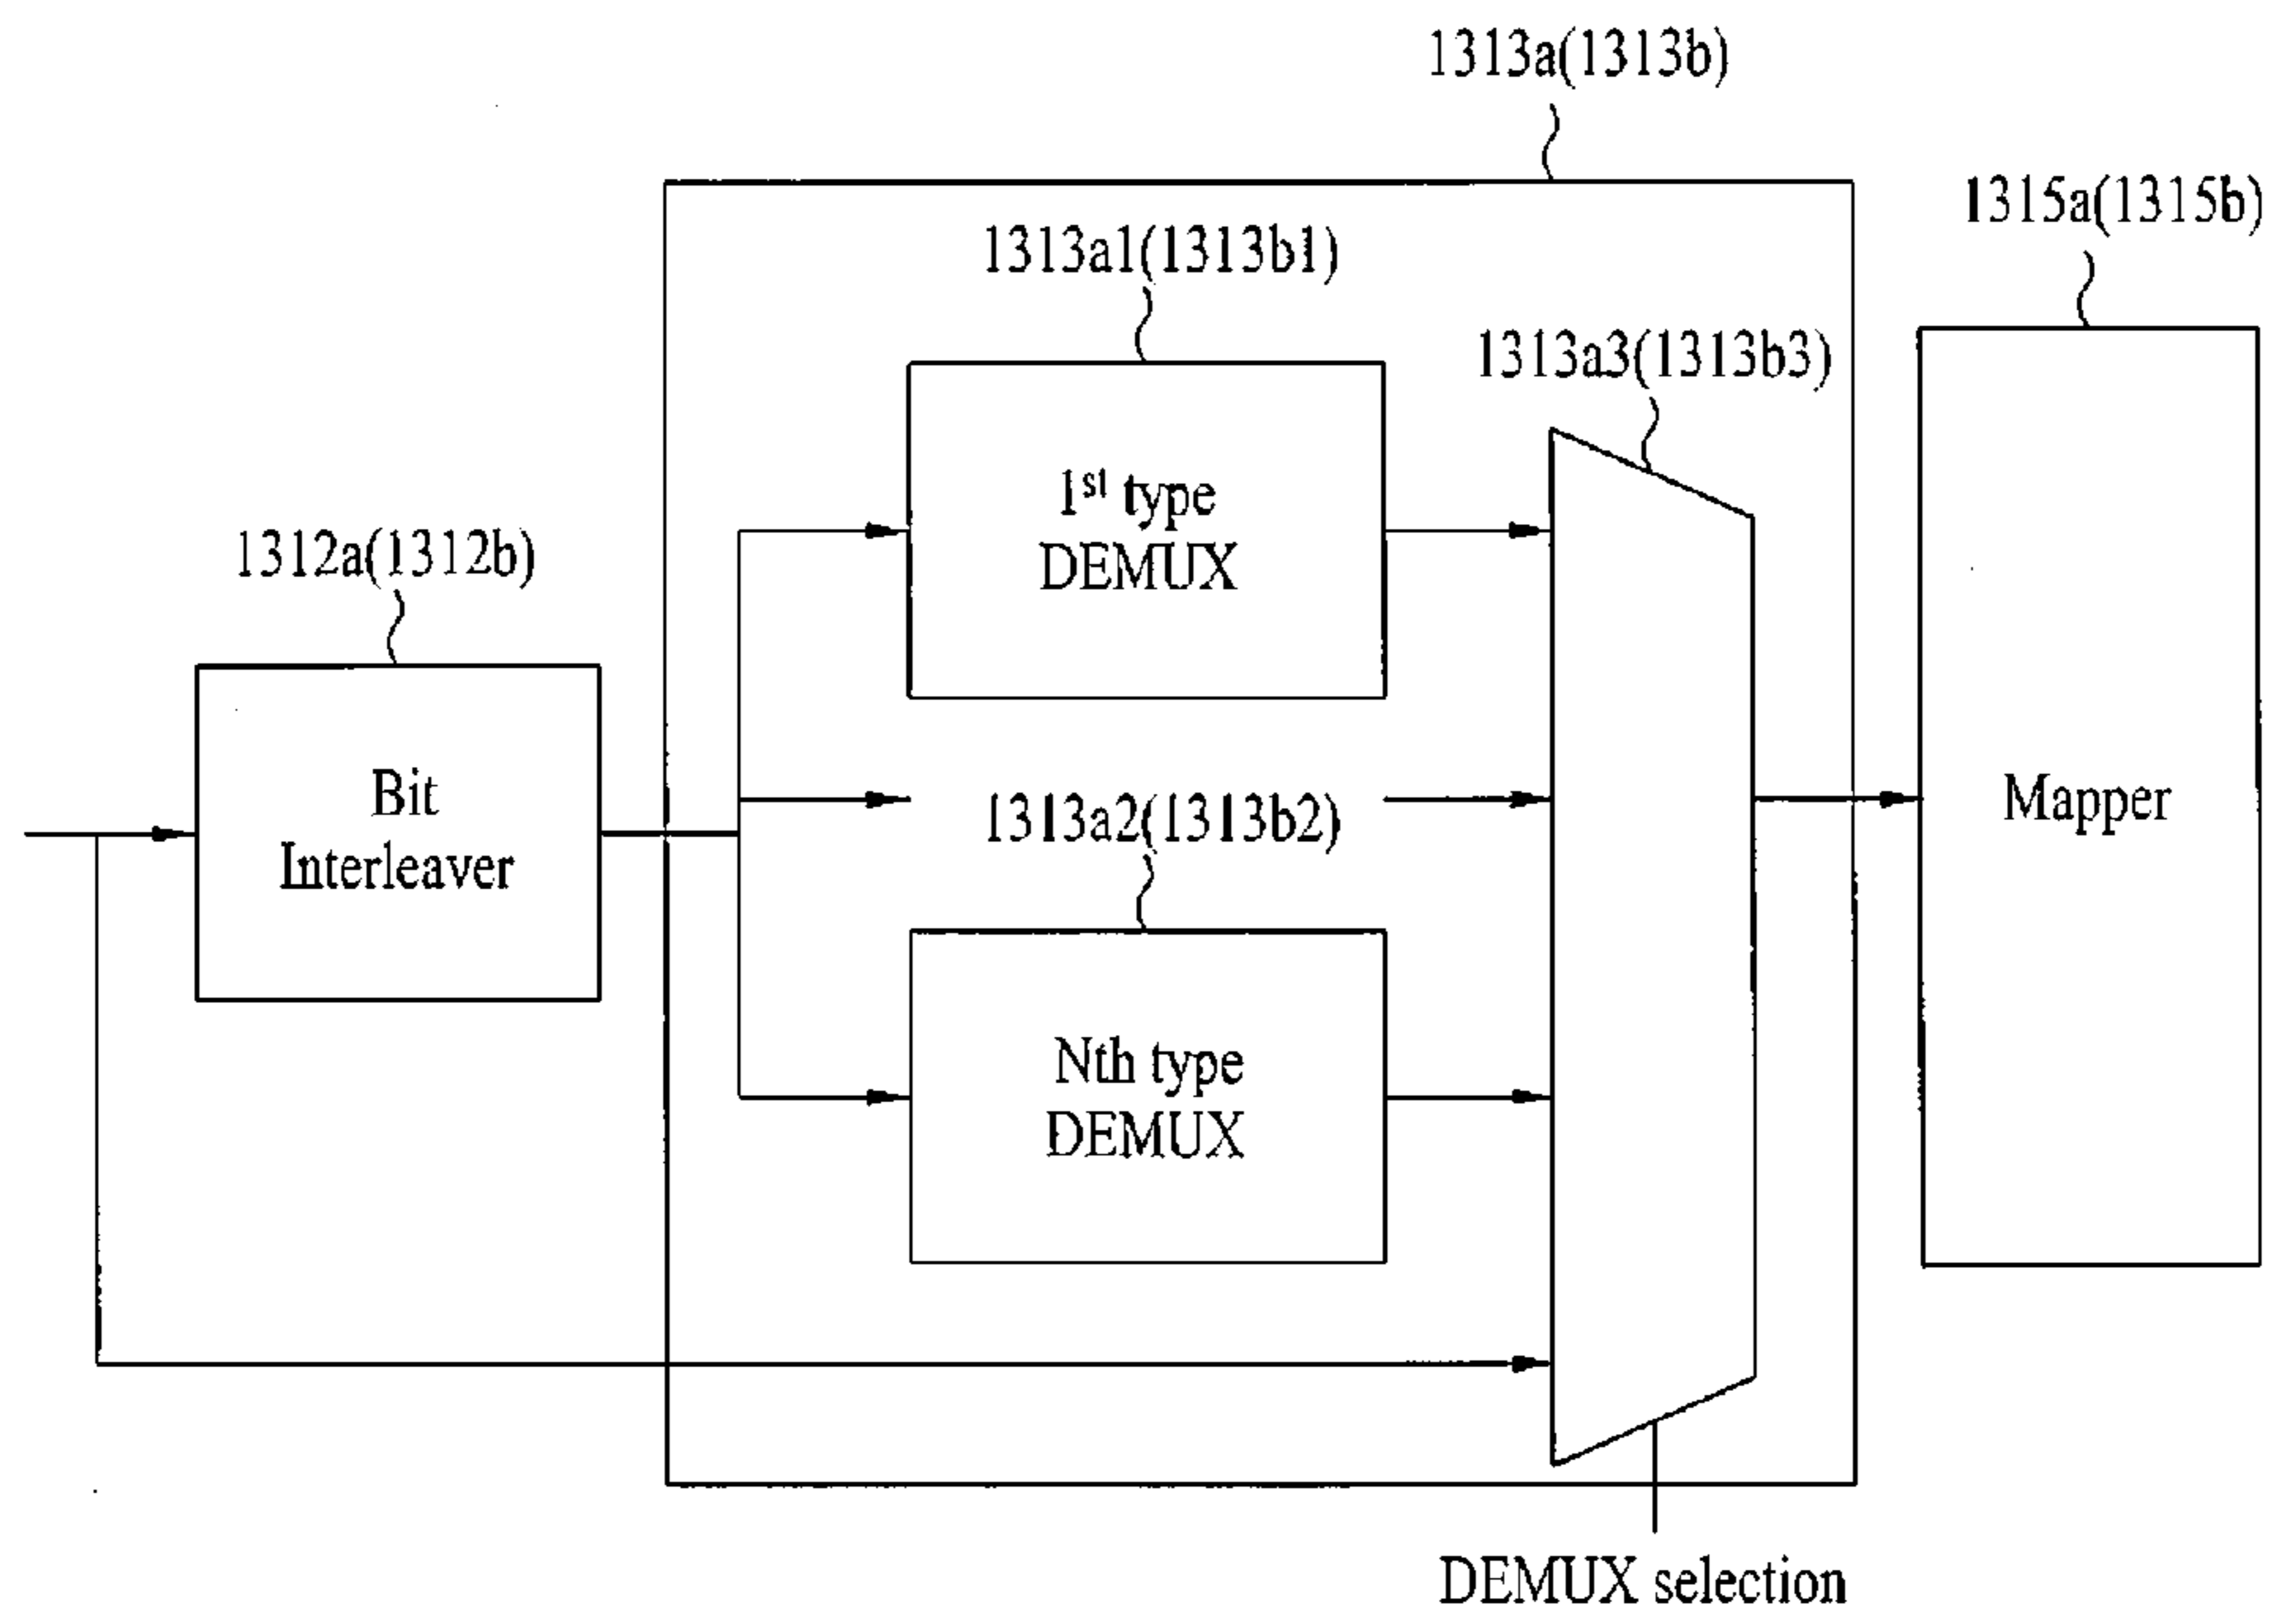 1313a(1313b)
1315a(1315b)
1313a1(1313b1)
1313a3(1313b3)
1st type
DEMUX
1312a(1312b)
Bit
Interleaver
1313a2(1313b2)
Mapper
Nth type
DEMUX
DEMUX selection